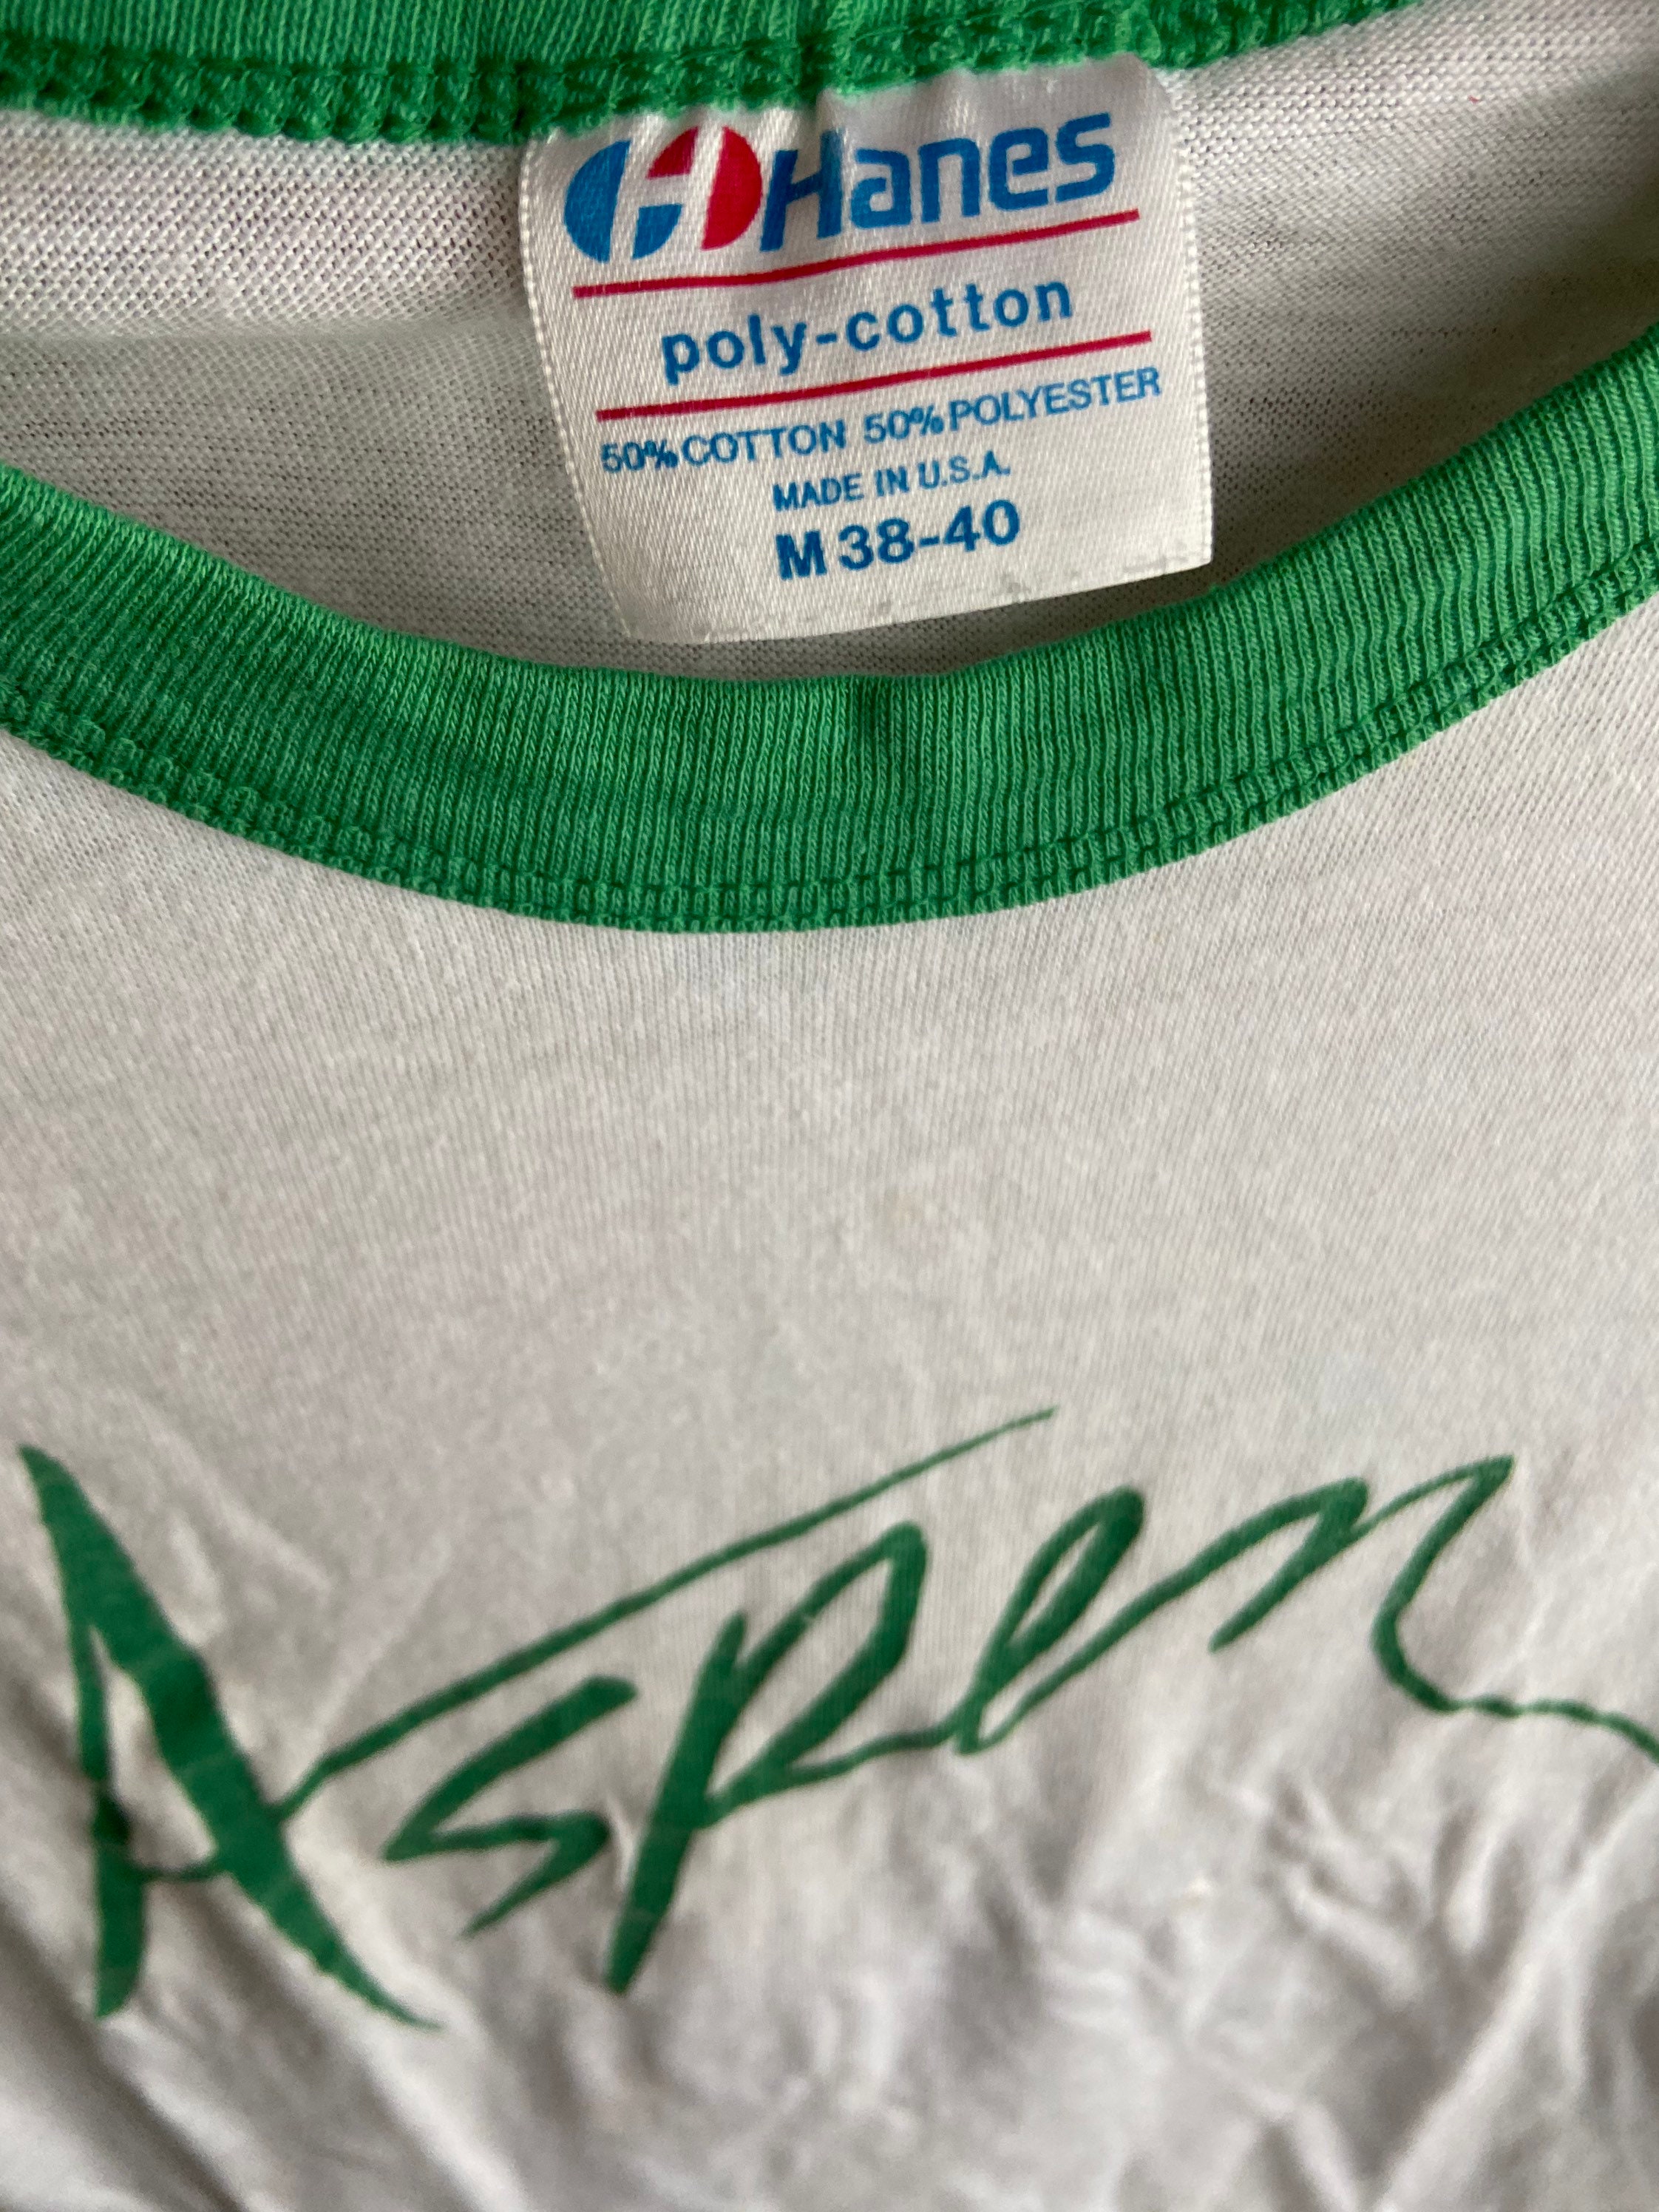 Hanes
poly-cotton
50% COTTON 50% POLYESTER
MADE IN U.S.A.
M 38-40
Aspen